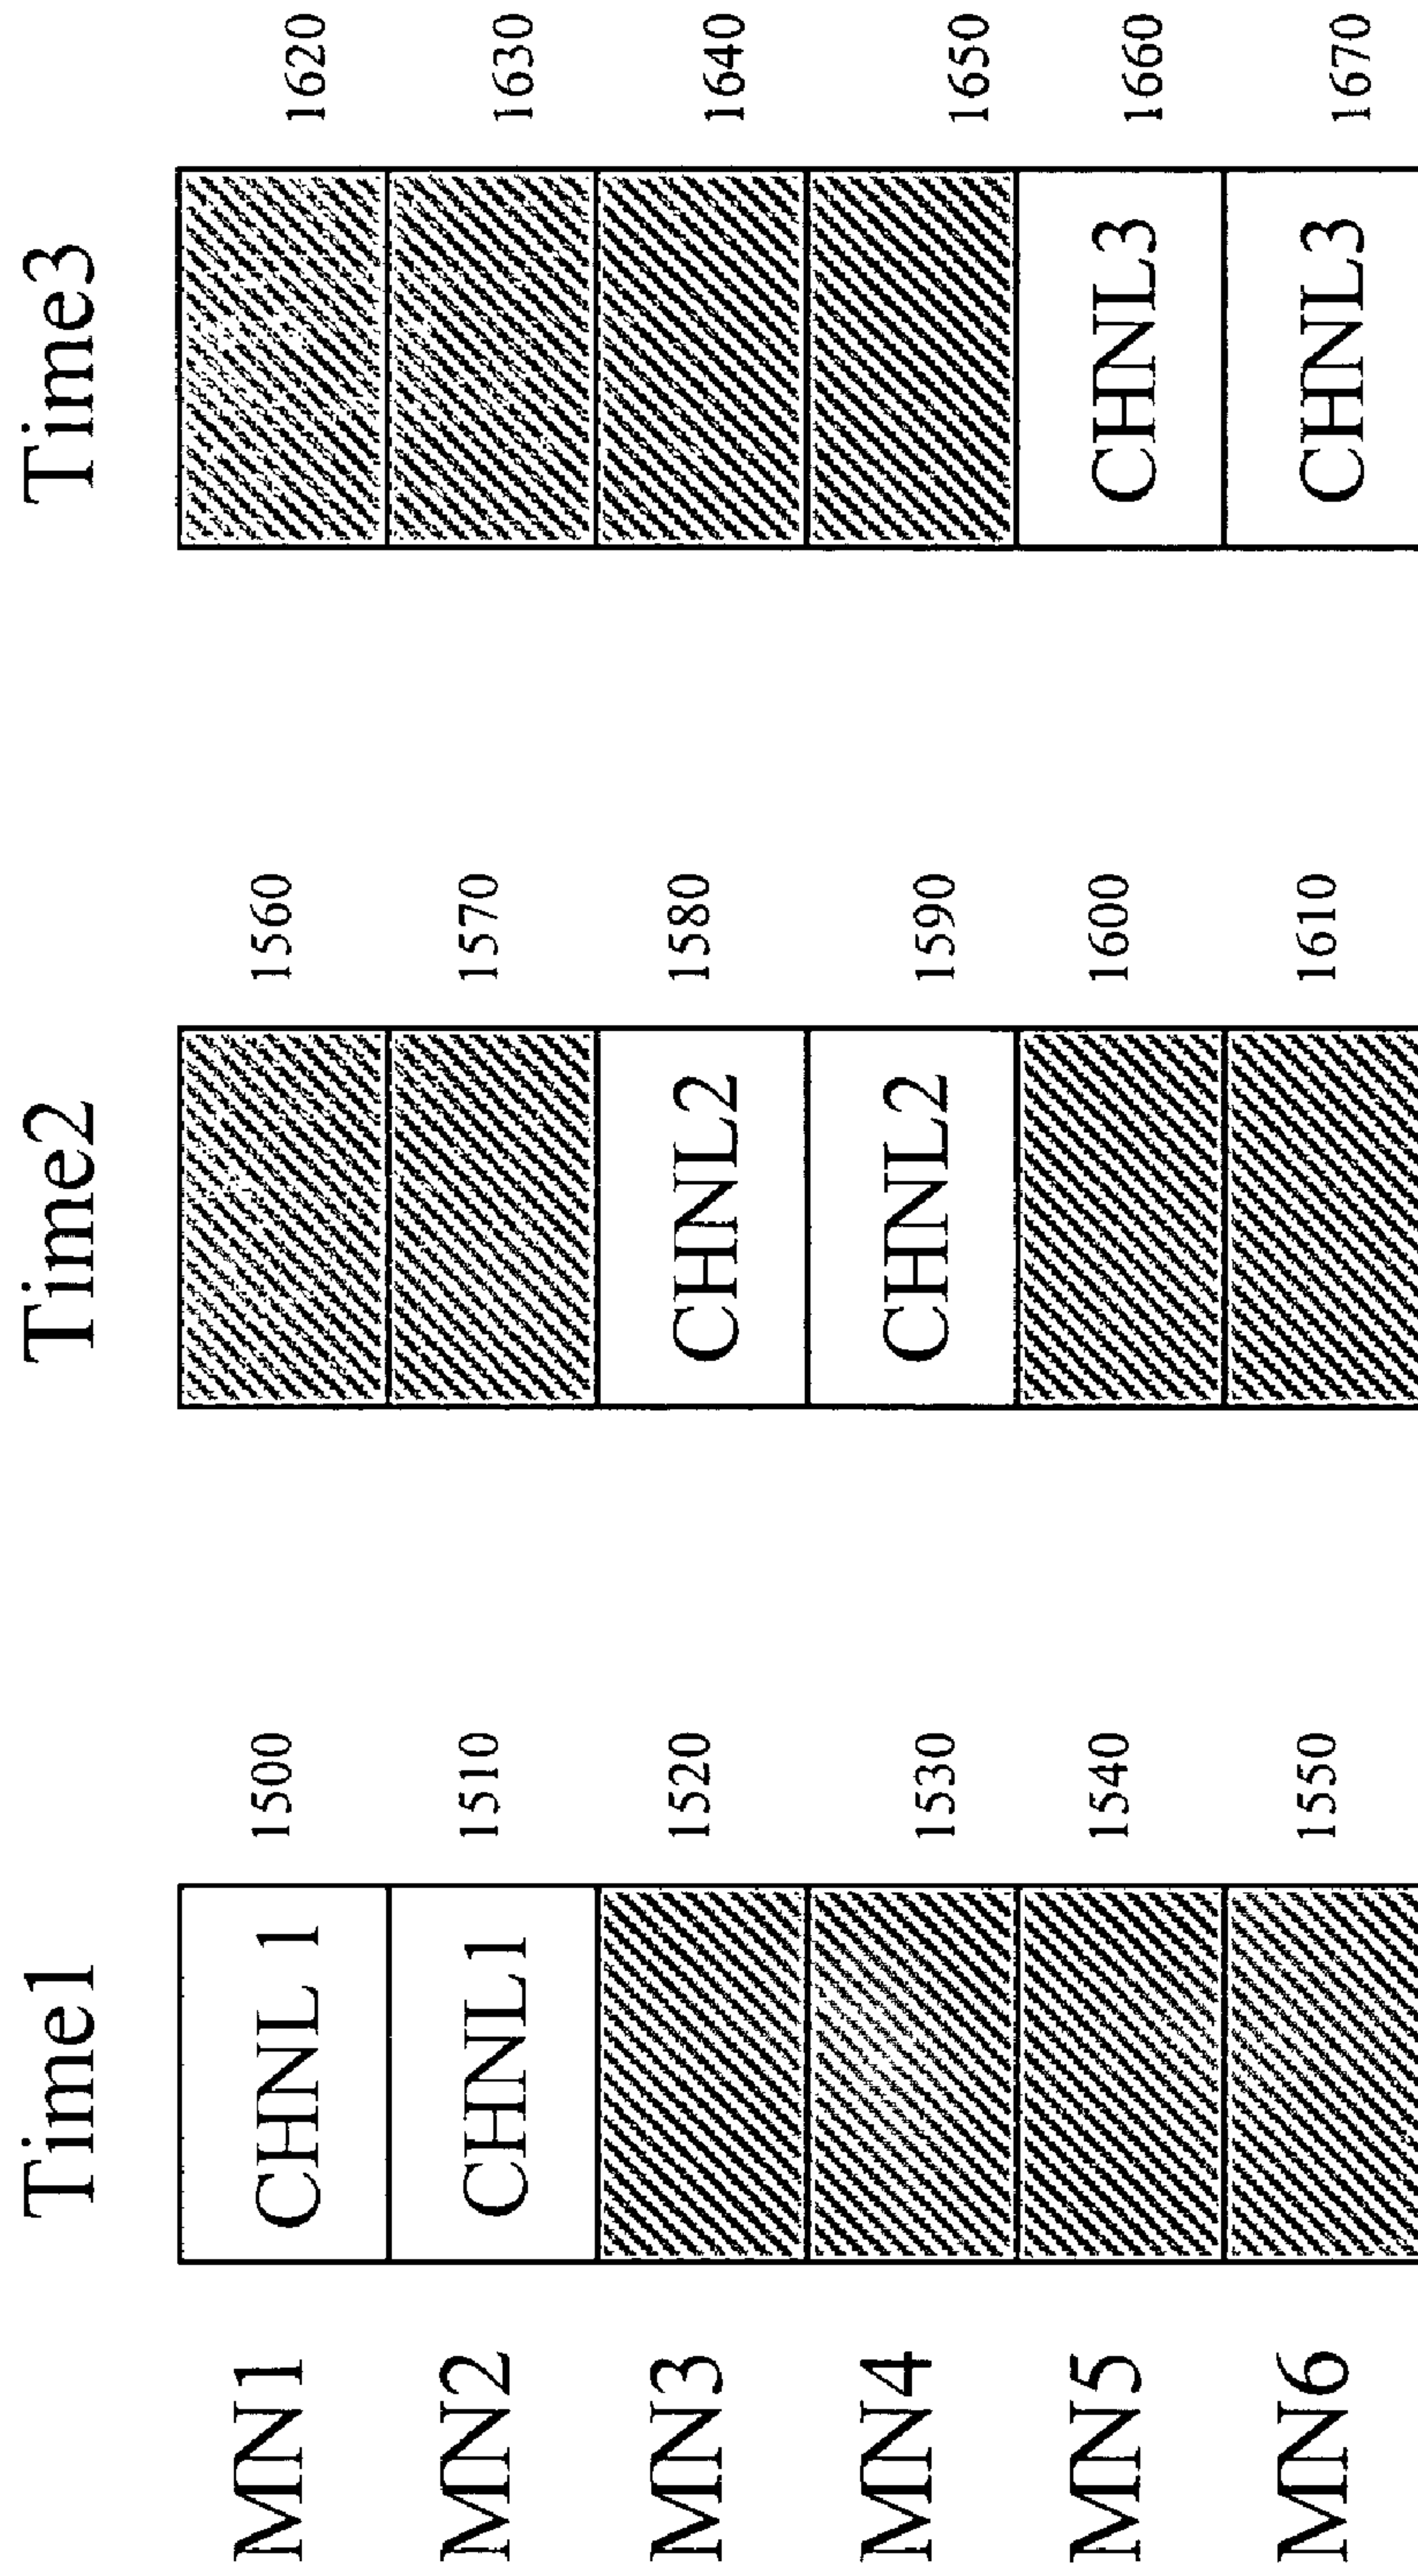 Time1 Time2 Time3
MN1 CHNL 1 1500 1560 1620
MN2 CHNL1 1510 1570 1630
MN3 1520 CHNL2 1580 1640
MN4 1530 CHNL2 1590 1650
MN5 1540 1600 CHNL3 1660
MN6 1550 1610 CHNL3 1670